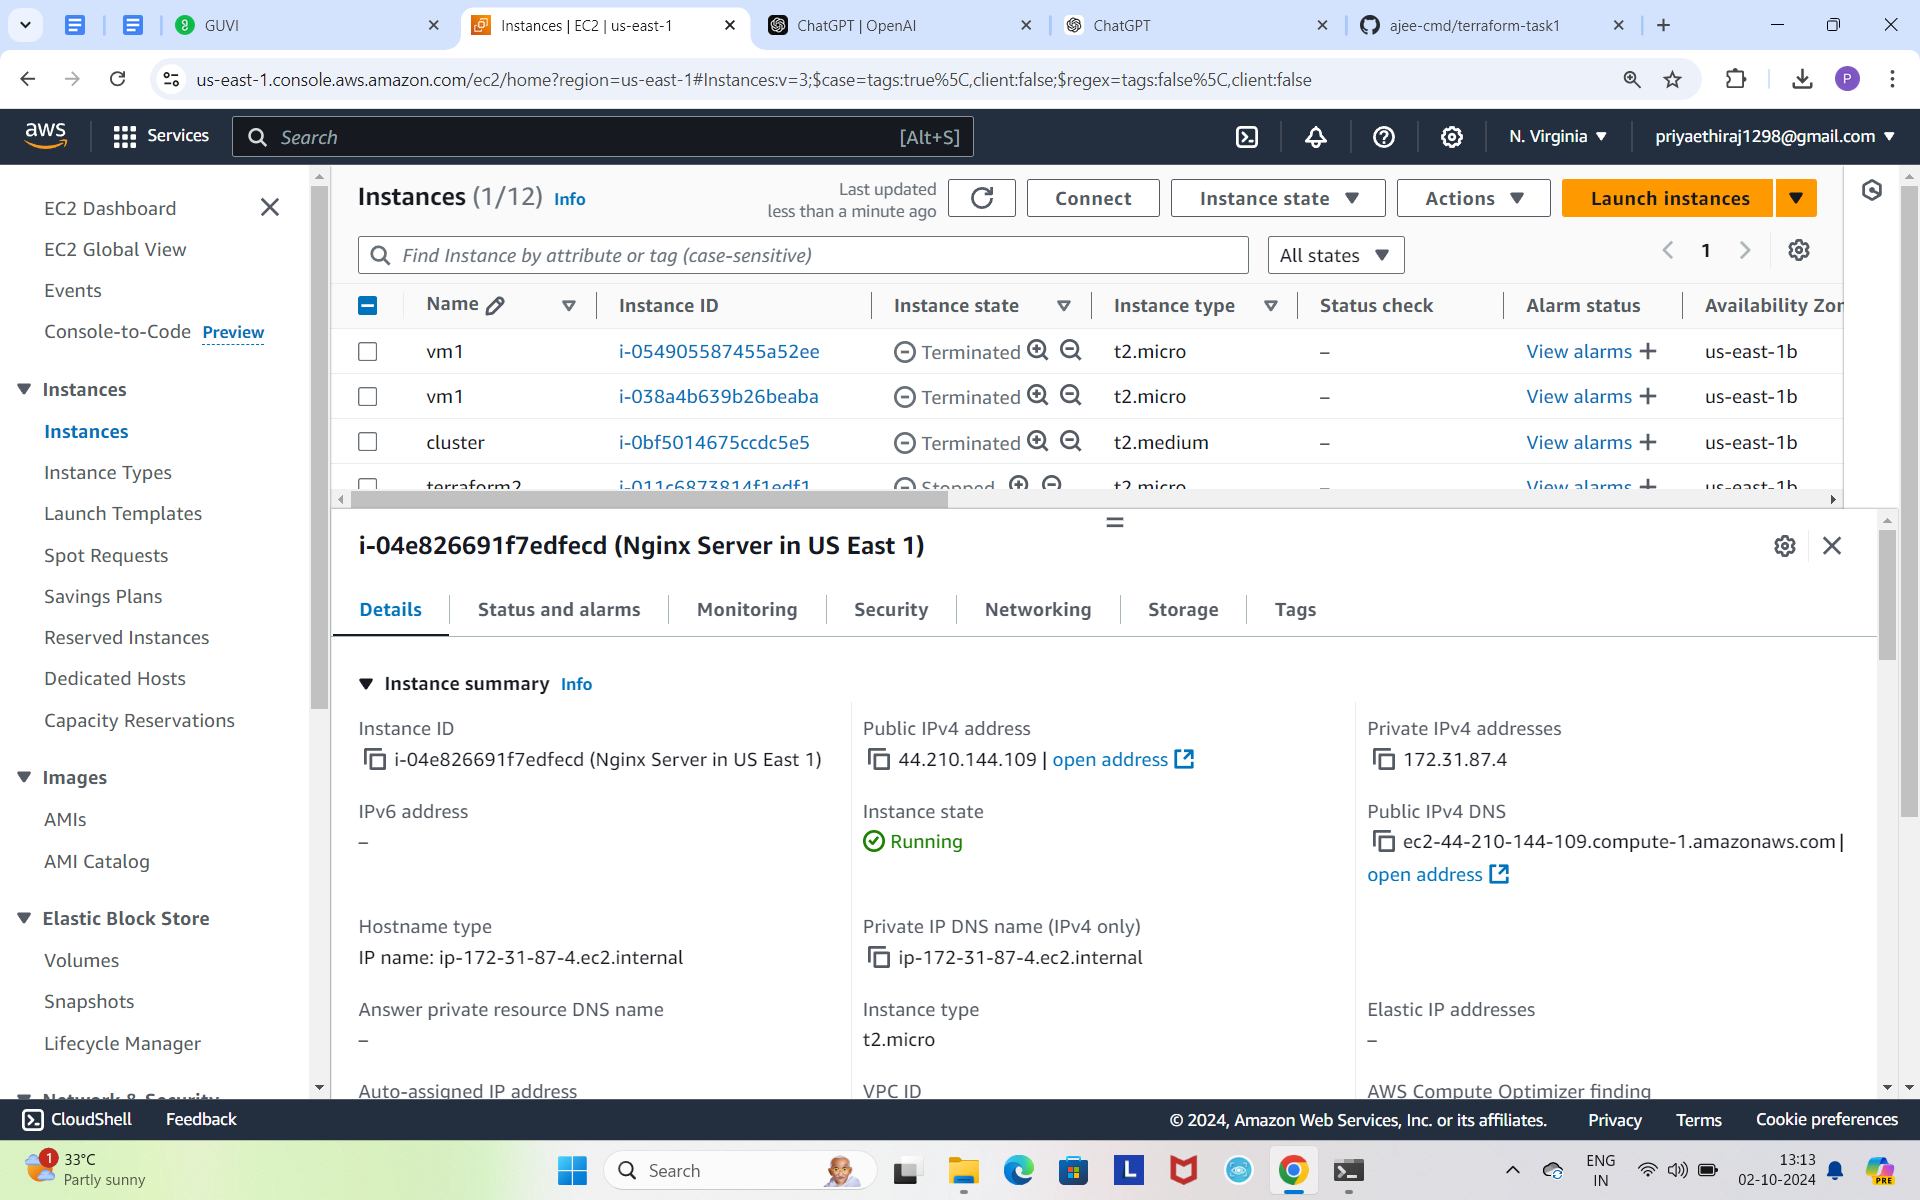 GUVI
Instances | EC2 | us-east-1
ChatGPT | OpenAI
ChatGPT
ajee-cmd/terraform-task1
us-east-1.console.aws.amazon.com/ec2/home?region=us-east-1#Instances:v=3;$case=tags:true%5C,client:false;$regex=tags:false%5C,client:false
P
aws
Services
Search
[Alt+S]
N. Virginia
priyaethiraj1298@gmail.com
EC2 Dashboard
EC2 Global View
Events
Console-to-Code Preview
Instances
Instances
Instance Types
Launch Templates
Spot Requests
Savings Plans
Reserved Instances
Dedicated Hosts
Capacity Reservations
Images
AMIs
AMI Catalog
Elastic Block Store
Volumes
Snapshots
Lifecycle Manager
Network & Security
Instances (1/12) Info
Last updated
less than a minute ago
Connect
Instance state
Actions
Launch instances
Find Instance by attribute or tag (case-sensitive)
All states
1
Name Instance ID Instance state Instance type Status check Alarm status Availability Zon
vm1 i-054905587455a52ee Terminated t2.micro – View alarms + us-east-1b
vm1 i-038a4b639b26beaba Terminated t2.micro – View alarms + us-east-1b
cluster i-0bf5014675ccdc5e5 Terminated t2.medium – View alarms + us-east-1b
terraform2 i-011c6873814f1edf1 Stopped t2.micro View alarms + us-east-1b
i-04e826691f7edfecd (Nginx Server in US East 1)
Details Status and alarms Monitoring Security Networking Storage Tags
Instance summary Info
Instance ID
i-04e826691f7edfecd (Nginx Server in US East 1)
Public IPv4 address
44.210.144.109 | open address
Private IPv4 addresses
172.31.87.4
IPv6 address
–
Instance state
Running
Public IPv4 DNS
ec2-44-210-144-109.compute-1.amazonaws.com |
open address
Hostname type
IP name: ip-172-31-87-4.ec2.internal
Private IP DNS name (IPv4 only)
ip-172-31-87-4.ec2.internal
Answer private resource DNS name
–
Instance type
t2.micro
Elastic IP addresses
–
Auto-assigned IP address
VPC ID
AWS Compute Optimizer finding
CloudShell
Feedback
© 2024, Amazon Web Services, Inc. or its affiliates.
Privacy
Terms
Cookie preferences
1
33°C
Partly sunny
Search
L
ENG
IN
13:13
02-10-2024
PRE